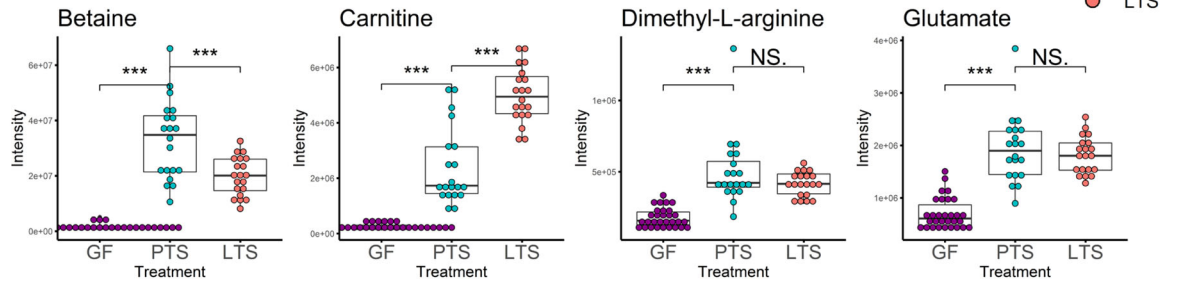 LTS
Betaine
Carnitine
Dimethyl-L-arginine
Glutamate
Intensity
6e+07
4e+07
2e+07
0e+00
***
***
GF PTS LTS
Treatment
Intensity
6e+06
4e+06
2e+06
0e+00
***
***
GF PTS LTS
Treatment
Intensity
1e+06
5e+05
***
NS.
GF PTS LTS
Treatment
Intensity
4e+06
3e+06
2e+06
1e+06
***
NS.
GF PTS LTS
Treatment